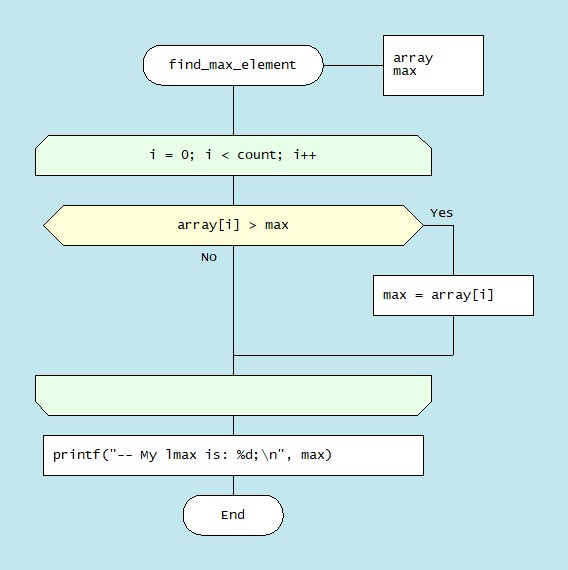 find_max_element
array
max
i = 0; i < count; i++
array[i] > max
Yes
No
max = array[i]
printf("-- My lmax is: %d;\n", max)
End